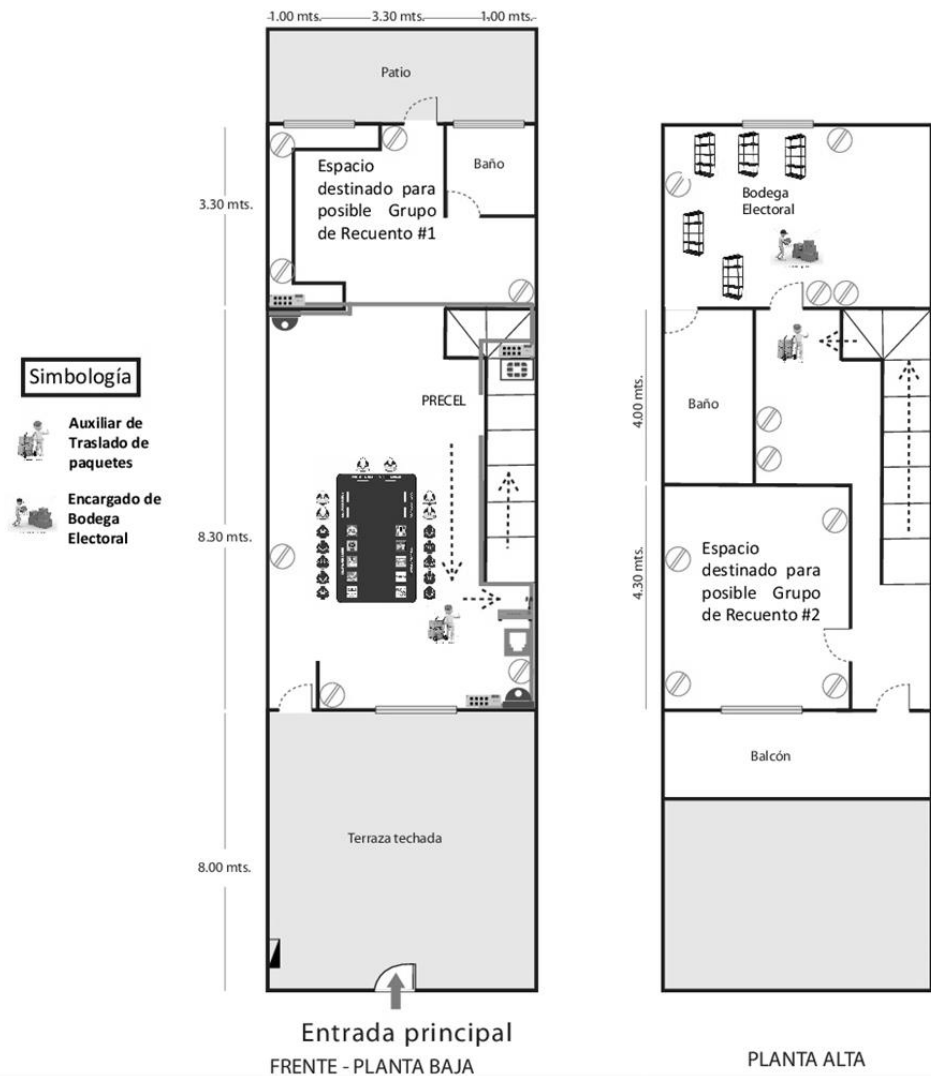 1.00 mts.
3.30 mts.
1.00 mts.
Patio
3.30 mts.
Espacio
destinado para
posible Grupo
de Recuento #1
Baño
Bodega
Electoral
Simbología
Auxiliar de
Traslado de
paquetes
Encargado de
Bodega
Electoral
PRECEL
8.30 mts.
4.00 mts.
Baño
4.30 mts.
Espacio
destinado para
posible Grupo
de Recuento #2
Balcón
Terraza techada
8.00 mts.
Entrada principal
FRENTE - PLANTA BAJA
PLANTA ALTA